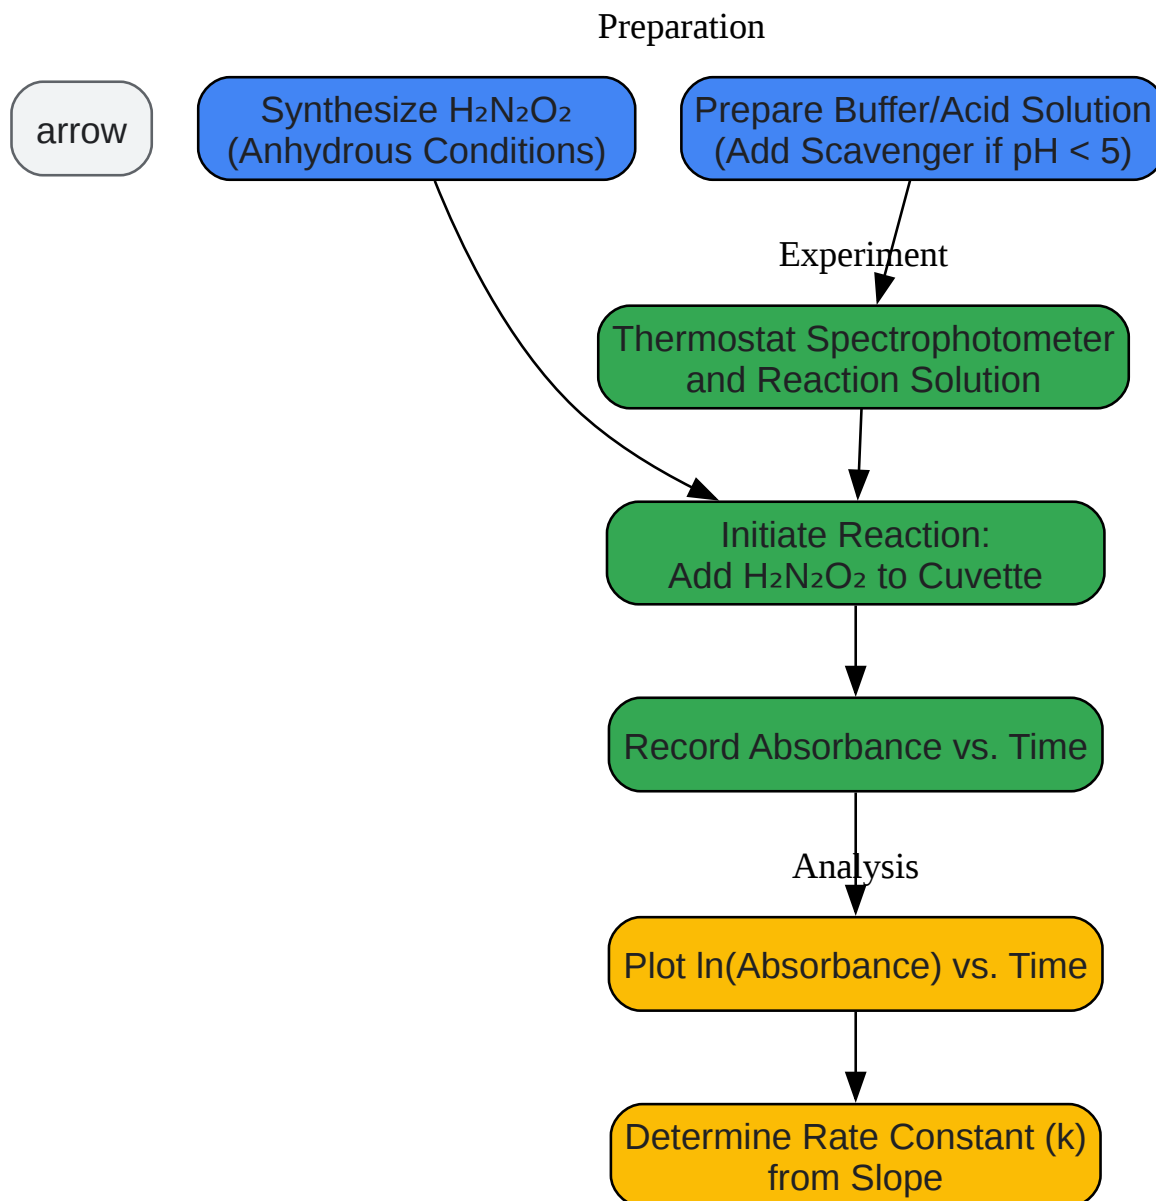 Preparation
arrow
Synthesize H₂N₂O₂
(Anhydrous Conditions)
Prepare Buffer/Acid Solution
(Add Scavenger if pH < 5)
Experiment
Thermostat Spectrophotometer
and Reaction Solution
Initiate Reaction:
Add H₂N₂O₂ to Cuvette
Record Absorbance vs. Time
Analysis
Plot ln(Absorbance) vs. Time
Determine Rate Constant (k)
from Slope